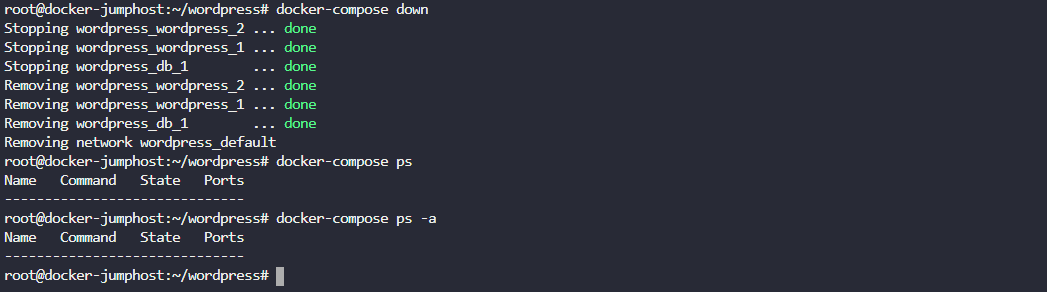 root@docker-jumphost:~/wordpress# docker-compose down
Stopping wordpress_wordpress_2 ... done
Stopping wordpress_wordpress_1 ... done
Stopping wordpress_db_1        ... done
Removing wordpress_wordpress_2 ... done
Removing wordpress_wordpress_1 ... done
Removing wordpress_db_1        ... done
Removing network wordpress_default
root@docker-jumphost:~/wordpress# docker-compose ps
Name   Command   State   Ports
------------------------------
root@docker-jumphost:~/wordpress# docker-compose ps -a
Name   Command   State   Ports
------------------------------
root@docker-jumphost:~/wordpress#